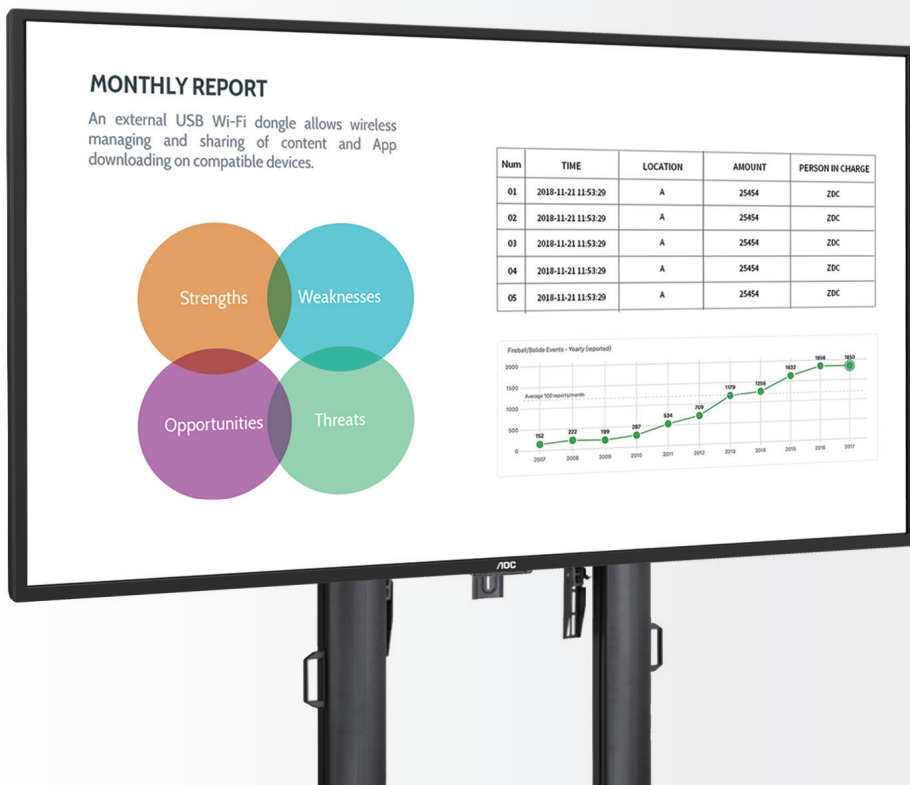 MONTHLY REPORT
An external USB Wi-Fi dongle allows wireless
managing and sharing of content and App
downloading on compatible devices.
Strengths
Weaknesses
Opportunities
Threats
Num TIME LOCATION AMOUNT PERSON IN CHARGE
01 2018-11-21 11:53:29 A 25454 ZDC
02 2018-11-21 11:53:29 A 25454 ZDC
03 2018-11-21 11:53:29 A 25454 ZDC
04 2018-11-21 11:53:29 A 25454 ZDC
05 2018-11-21 11:53:29 A 25454 ZDC
Fireball/Bolide Events - Yearly (reported)
2000
1500
1000
500
0
Average 100 reports/month
152 222 199 287 534 709 1179 1256 1602 1856 1850
2007 2008 2009 2010 2011 2012 2013 2014 2015 2016 2017
AOC